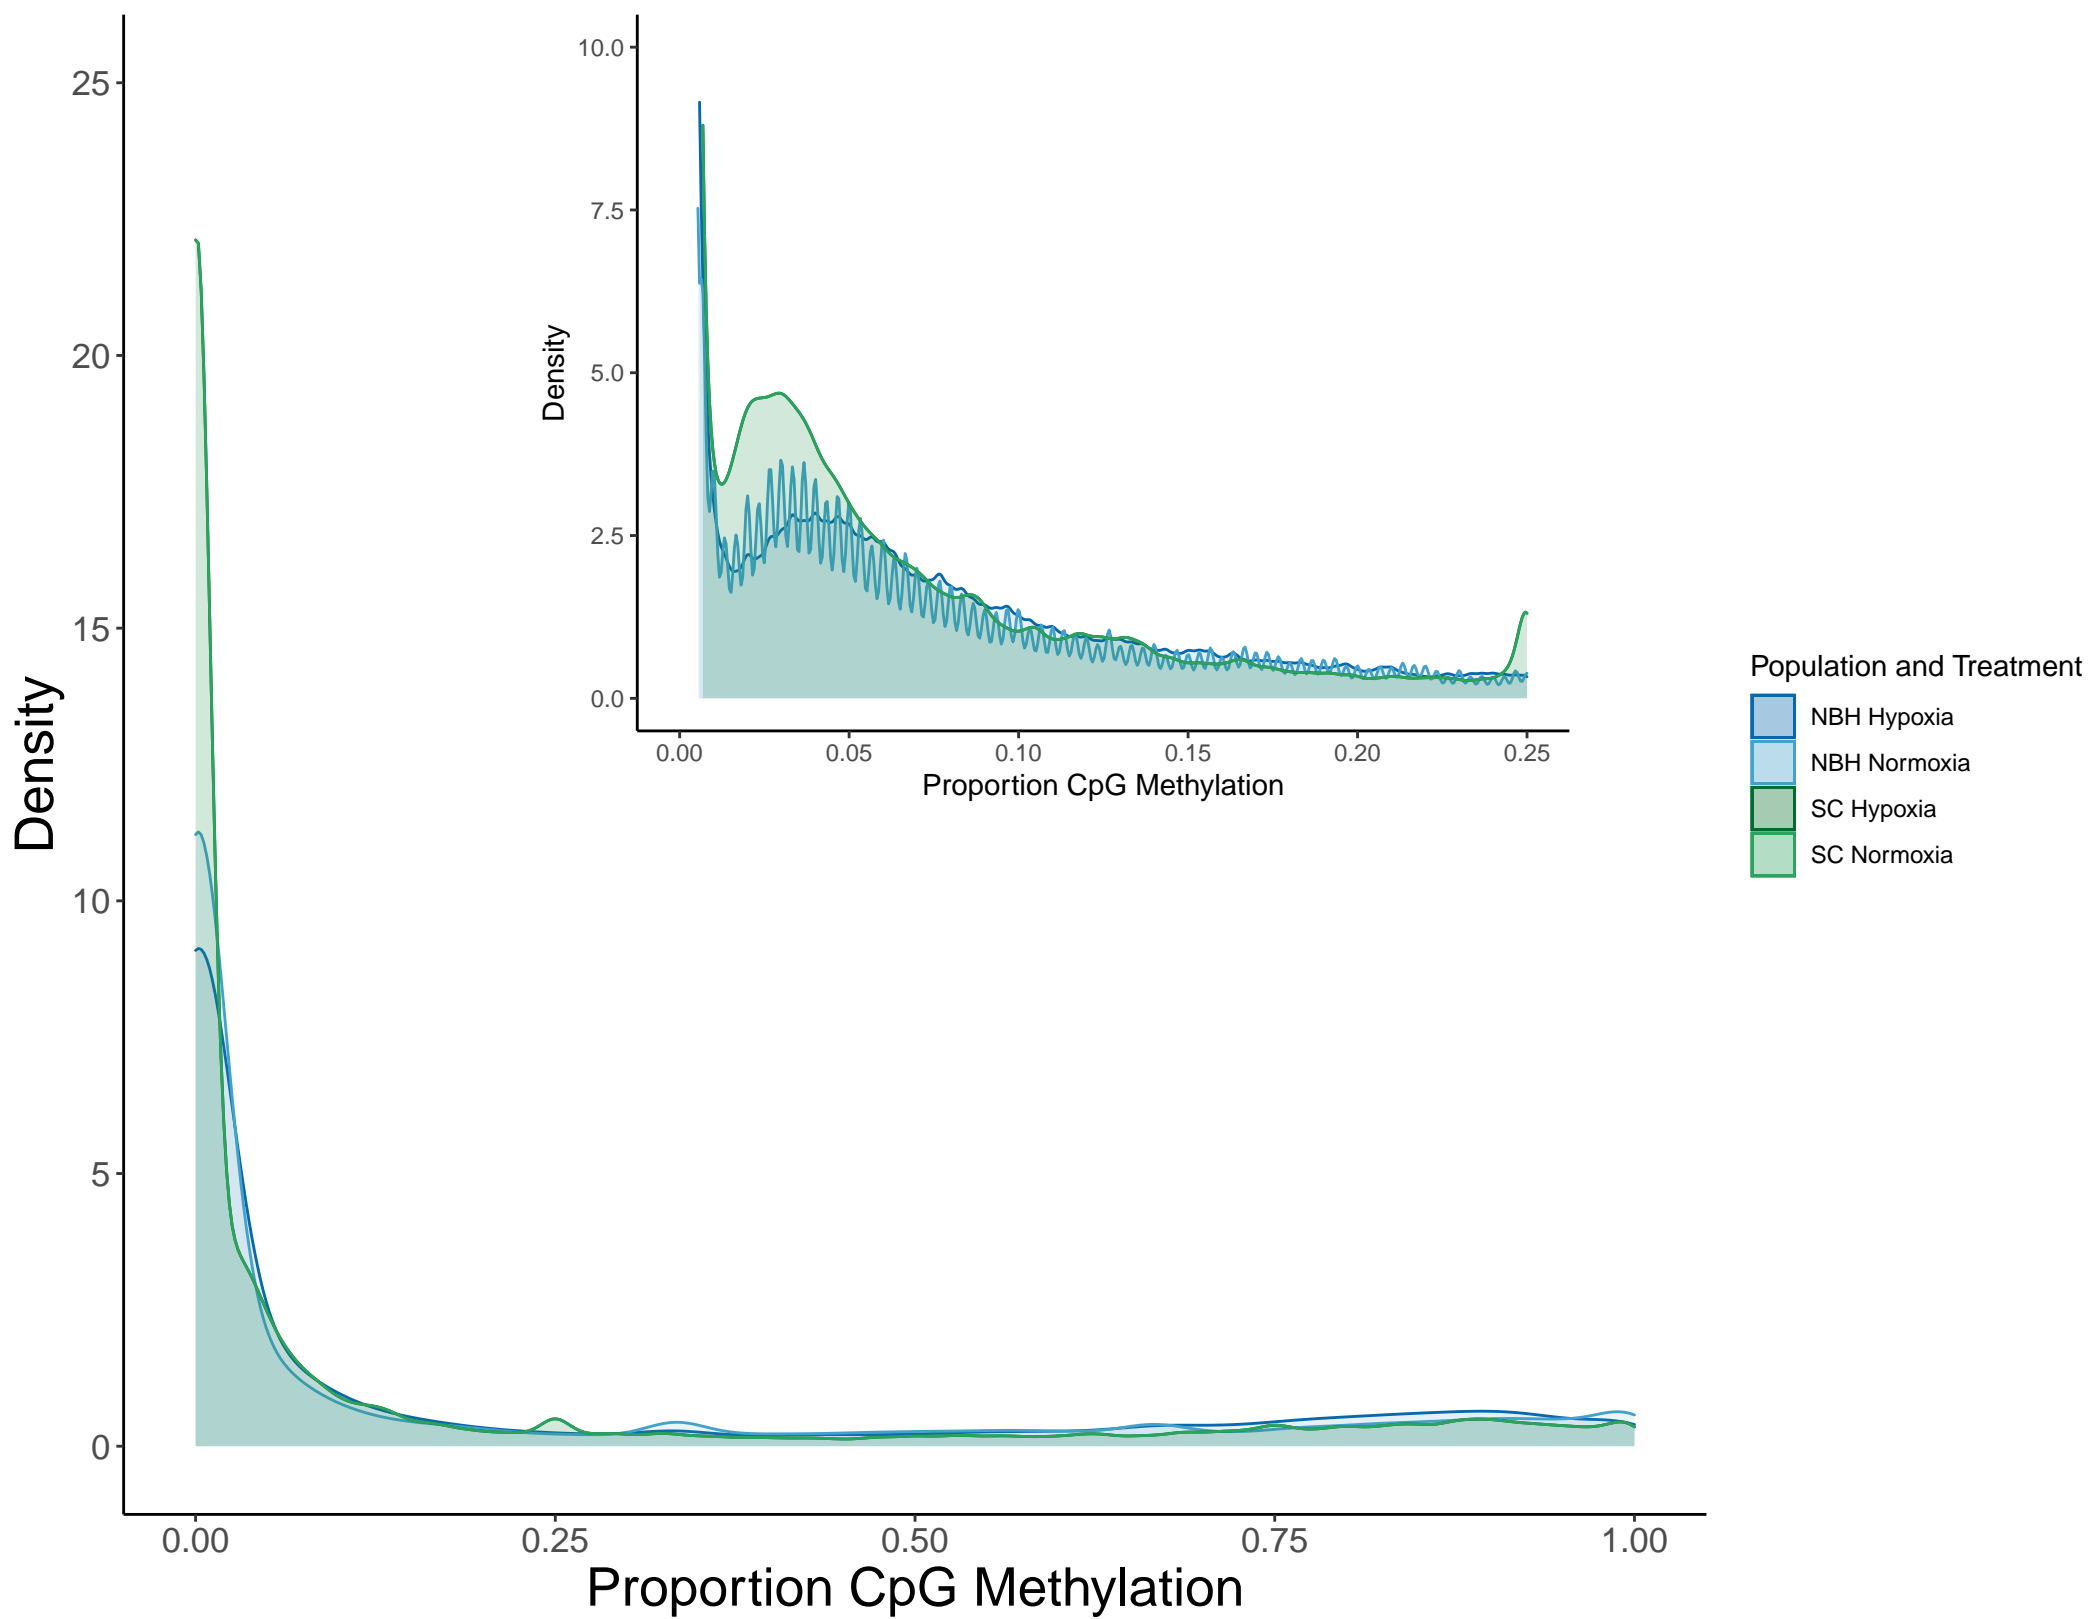 10.0
7.5
5.0
2.5
0.0
Density
0.00 0.05 0.10 0.15 0.20 0.25
Proportion CpG Methylation
25
20
15
10
5
0
Density
0.00 0.25 0.50 0.75 1.00
Proportion CpG Methylation
Population and Treatment
NBH Hypoxia
NBH Normoxia
SC Hypoxia
SC Normoxia